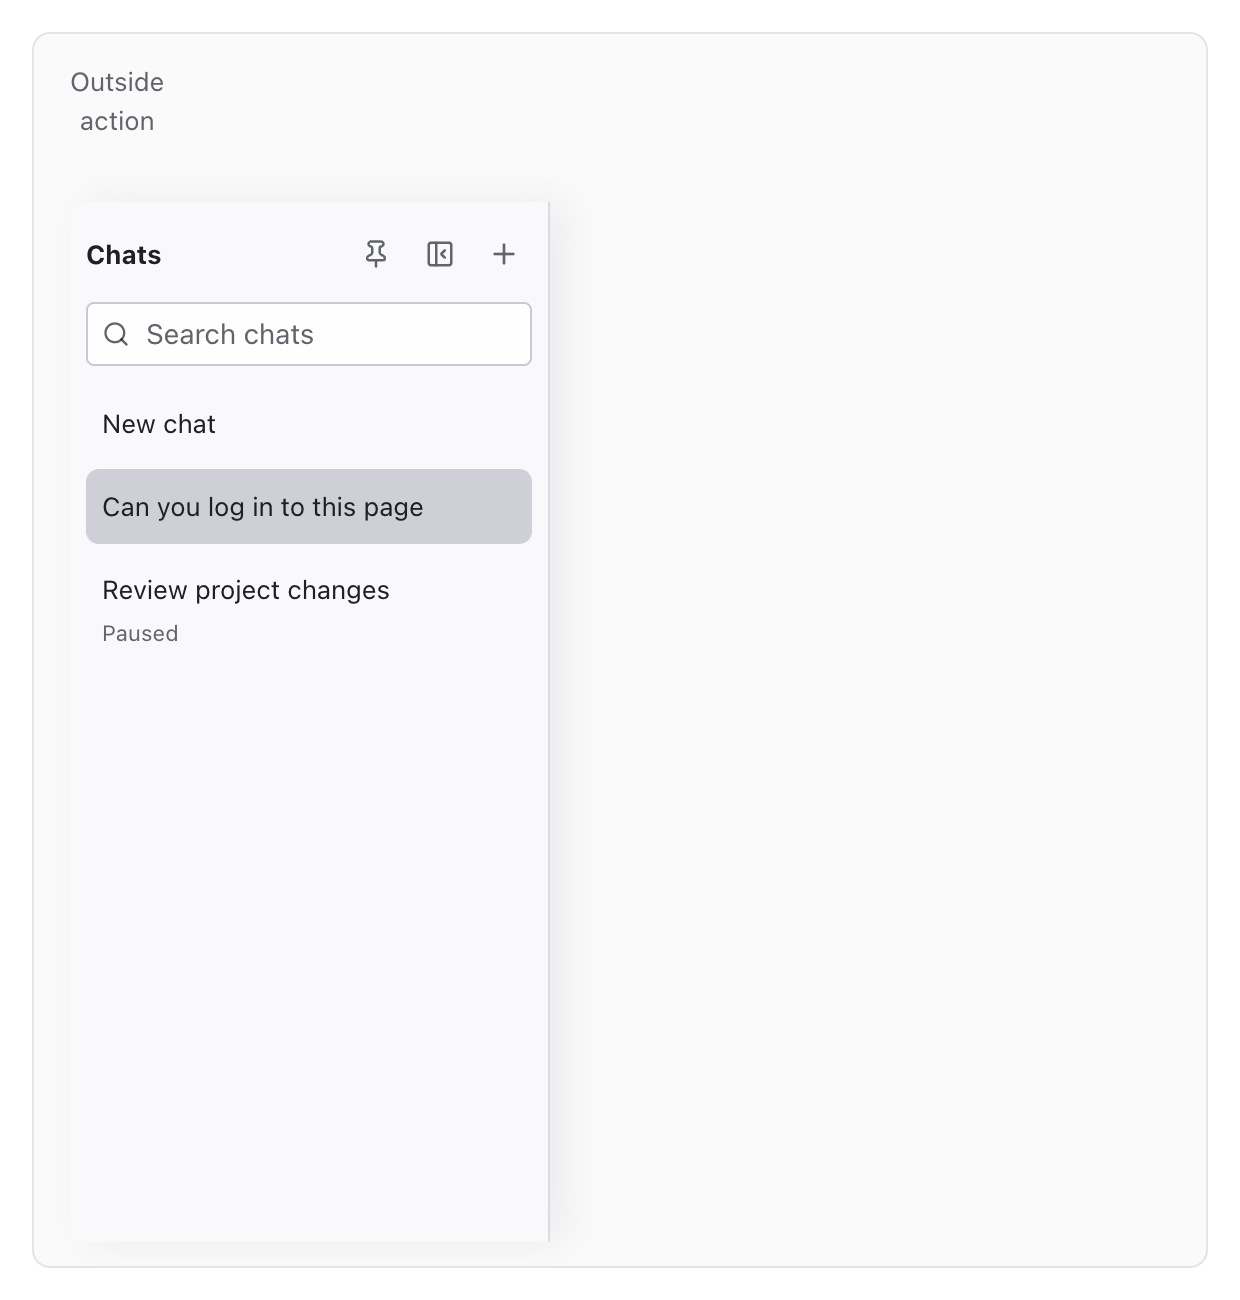 Outside
action
Chats
Search chats
New chat
Can you log in to this page
Review project changes
Paused